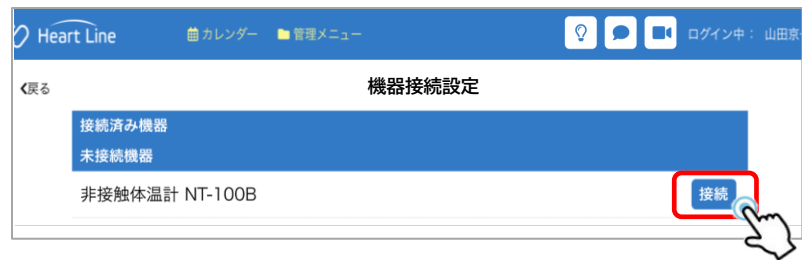 Heart Line カレンダー 管理メニュー ログイン中： 山田京
戻る 機器接続設定
接続済み機器
未接続機器
非接触体温計 NT-100B 接続